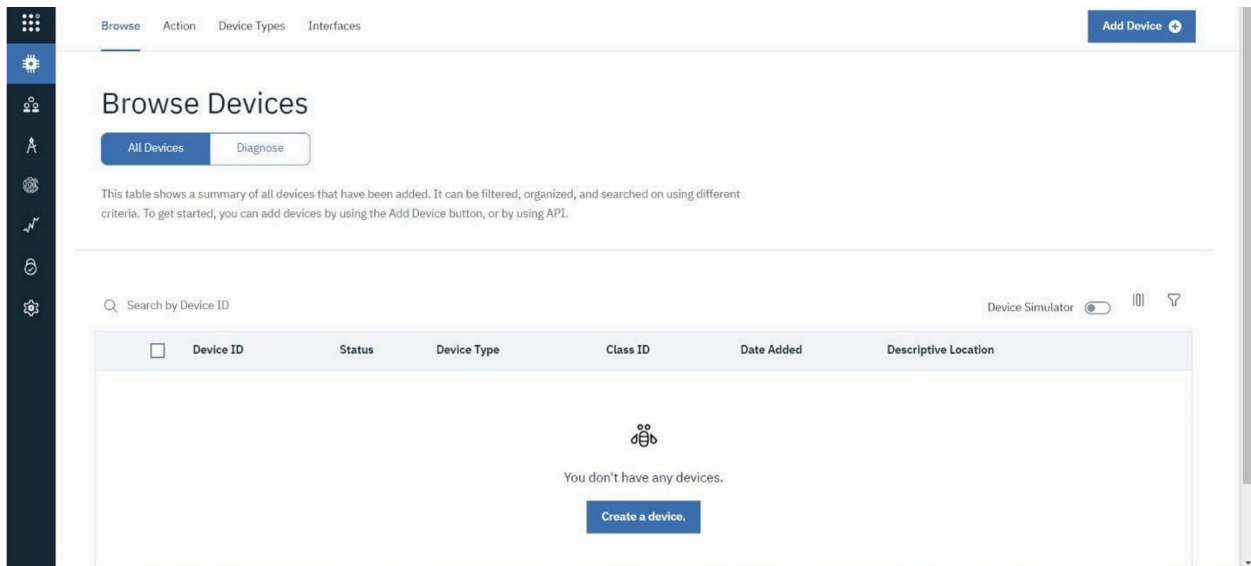 Browse Action Device Types Interfaces Add Device
Browse Devices
All Devices Diagnose
This table shows a summary of all devices that have been added. It can be filtered, organized, and searched on using different
criteria. To get started, you can add devices by using the Add Device button, or by using API.
Search by Device ID Device Simulator
Device ID Status Device Type Class ID Date Added Descriptive Location
You don't have any devices.
Create a device.